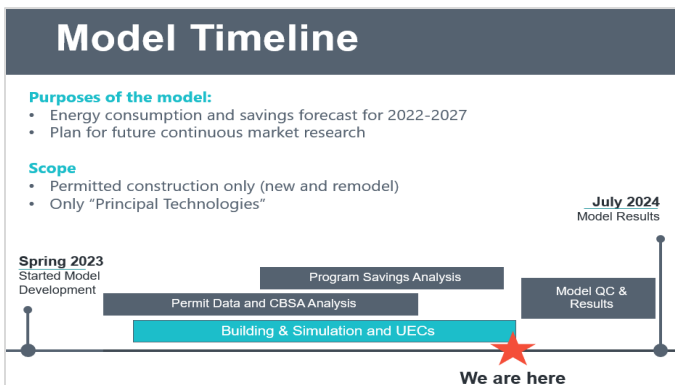 Model Timeline
Purposes of the model:
• Energy consumption and savings forecast for 2022-2027
• Plan for future continuous market research
Scope
• Permitted construction only (new and remodel)
• Only “Principal Technologies”
July 2024
Model Results
Spring 2023
Started Model
Development
Program Savings Analysis
Permit Data and CBSA Analysis
Building & Simulation and UECs
Model QC &
Results
We are here